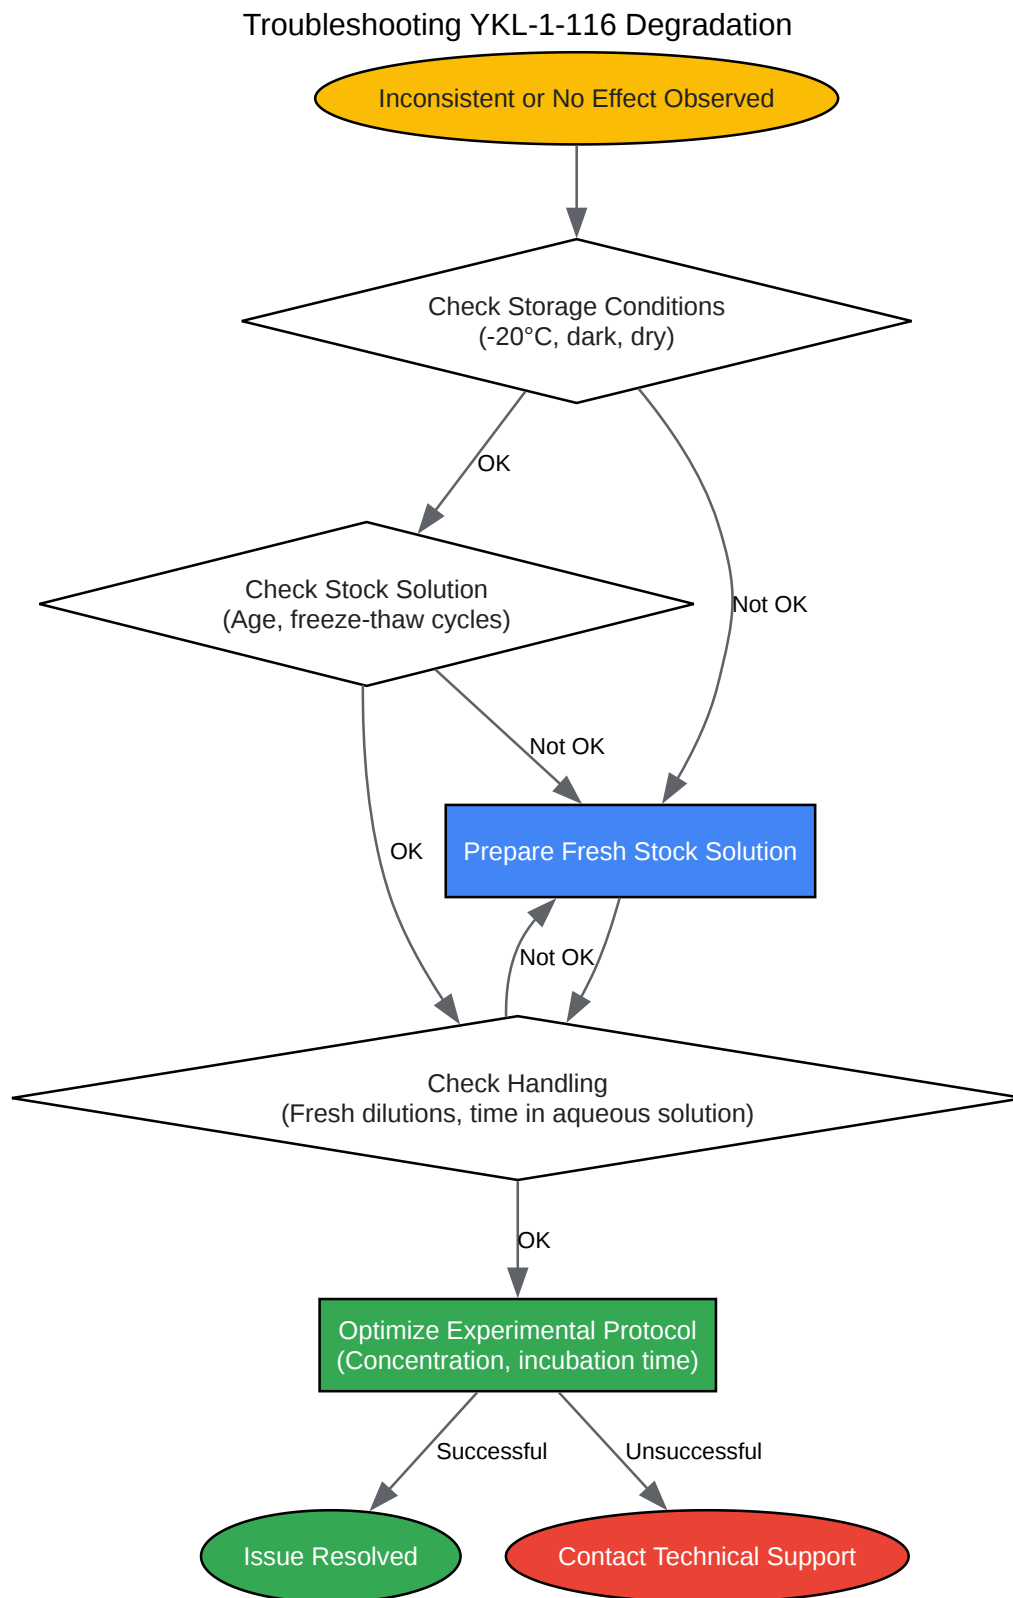 Troubleshooting YKL-1-116 Degradation
Inconsistent or No Effect Observed
Check Storage Conditions
(-20°C, dark, dry)
OK
Check Stock Solution
(Age, freeze-thaw cycles)
Not OK
Not OK
Prepare Fresh Stock Solution
OK
Not OK
Check Handling
(Fresh dilutions, time in aqueous solution)
OK
Optimize Experimental Protocol
(Concentration, incubation time)
Successful
Unsuccessful
Issue Resolved
Contact Technical Support